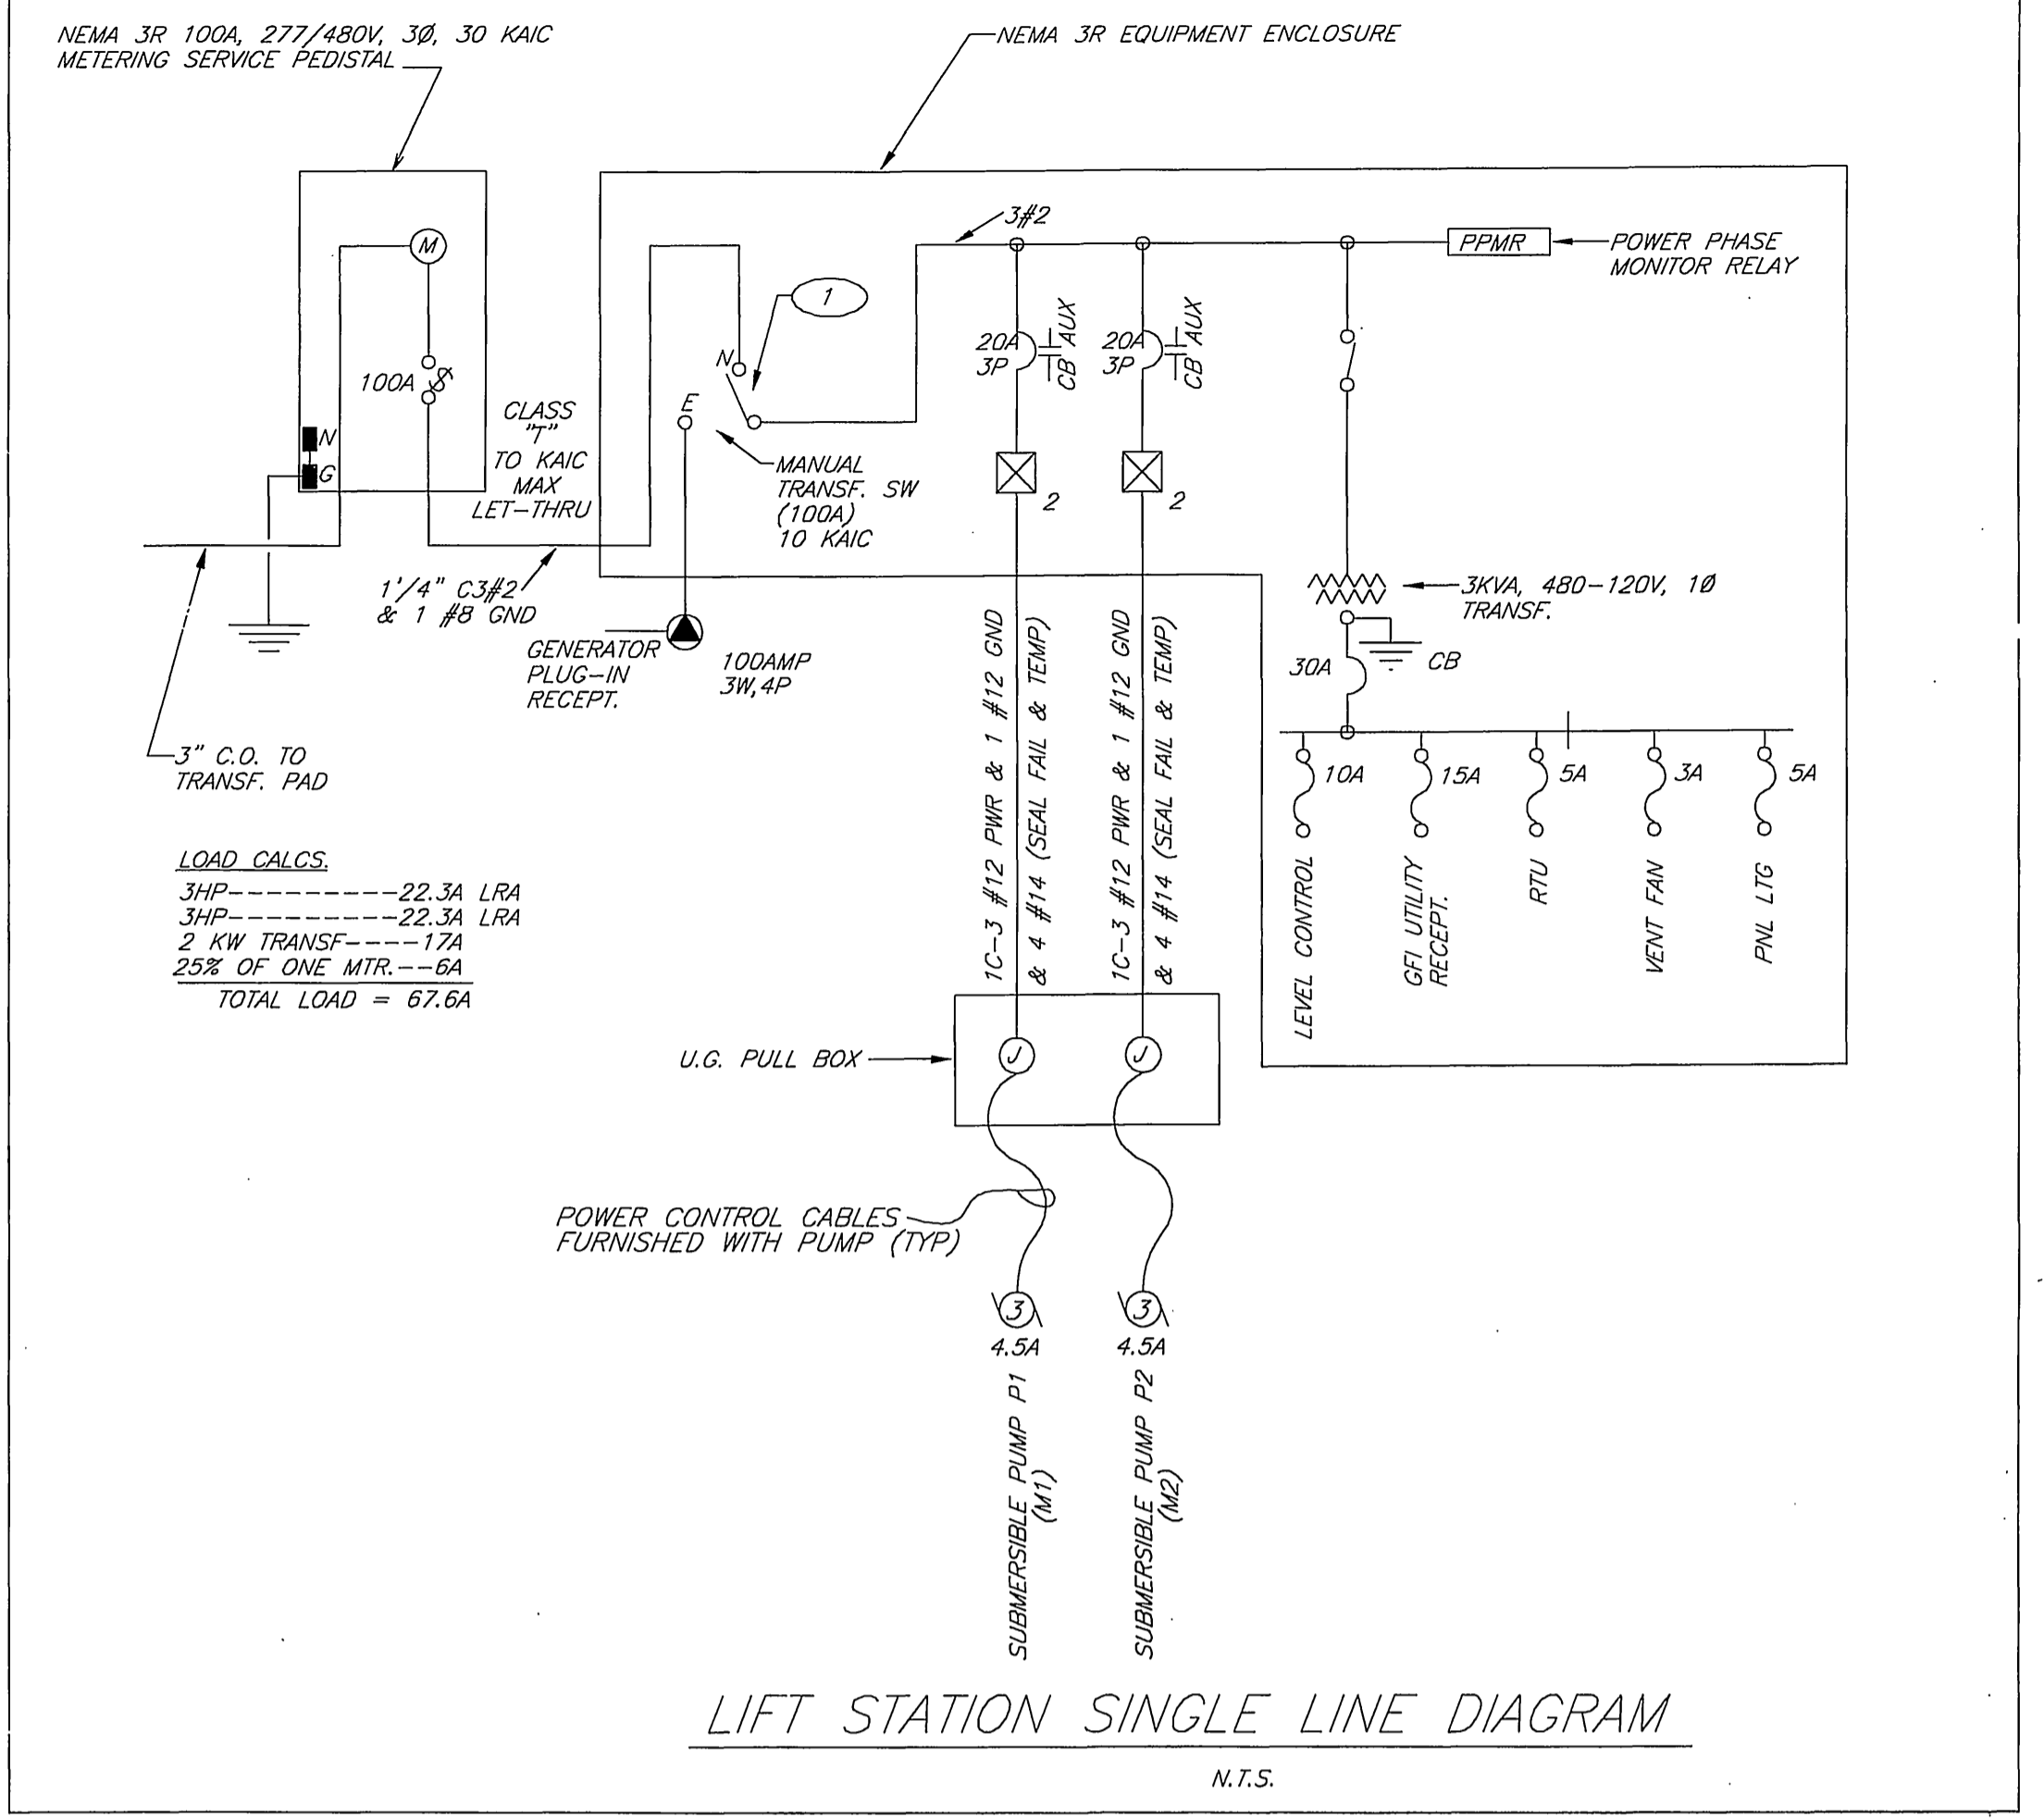 NEMA 3R 100A, 277/480V, 3Ø, 30 KAIC
METERING SERVICE PEDISTAL
NEMA 3R EQUIPMENT ENCLOSURE
M
100A
N
G
CLASS
"T"
TO KAIC
MAX
LET-THRU
1'/4" C3#2
& 1 #8 GND
3" C.O. TO
TRANSF. PAD
1
N
E
MANUAL
TRANSF. SW
(100A)
10 KAIC
GENERATOR
PLUG-IN
RECEPT.
100AMP
3W,4P
3#2
20A
3P
CB AUX
2
20A
3P
CB AUX
2
PPMR
POWER PHASE
MONITOR RELAY
3KVA, 480-120V, 1Ø
TRANSF.
30A
CB
10A
15A
5A
3A
5A
LEVEL CONTROL
GFI UTILITY
RECEPT.
RTU
VENT FAN
PNL LTG
1C-3 #12 PWR & 1 #12 GND
& 4 #14 (SEAL FAIL & TEMP)
1C-3 #12 PWR & 1 #12 GND
& 4 #14 (SEAL FAIL & TEMP)
LOAD CALCS.
3HP---------22.3A LRA
3HP---------22.3A LRA
2 KW TRANSF----17A
25% OF ONE MTR.--6A
TOTAL LOAD = 67.6A
U.G. PULL BOX
J
J
POWER CONTROL CABLES
FURNISHED WITH PUMP (TYP)
3
4.5A
3
4.5A
SUBMERSIBLE PUMP P1
(M1)
SUBMERSIBLE PUMP P2
(M2)
LIFT STATION SINGLE LINE DIAGRAM
N.T.S.